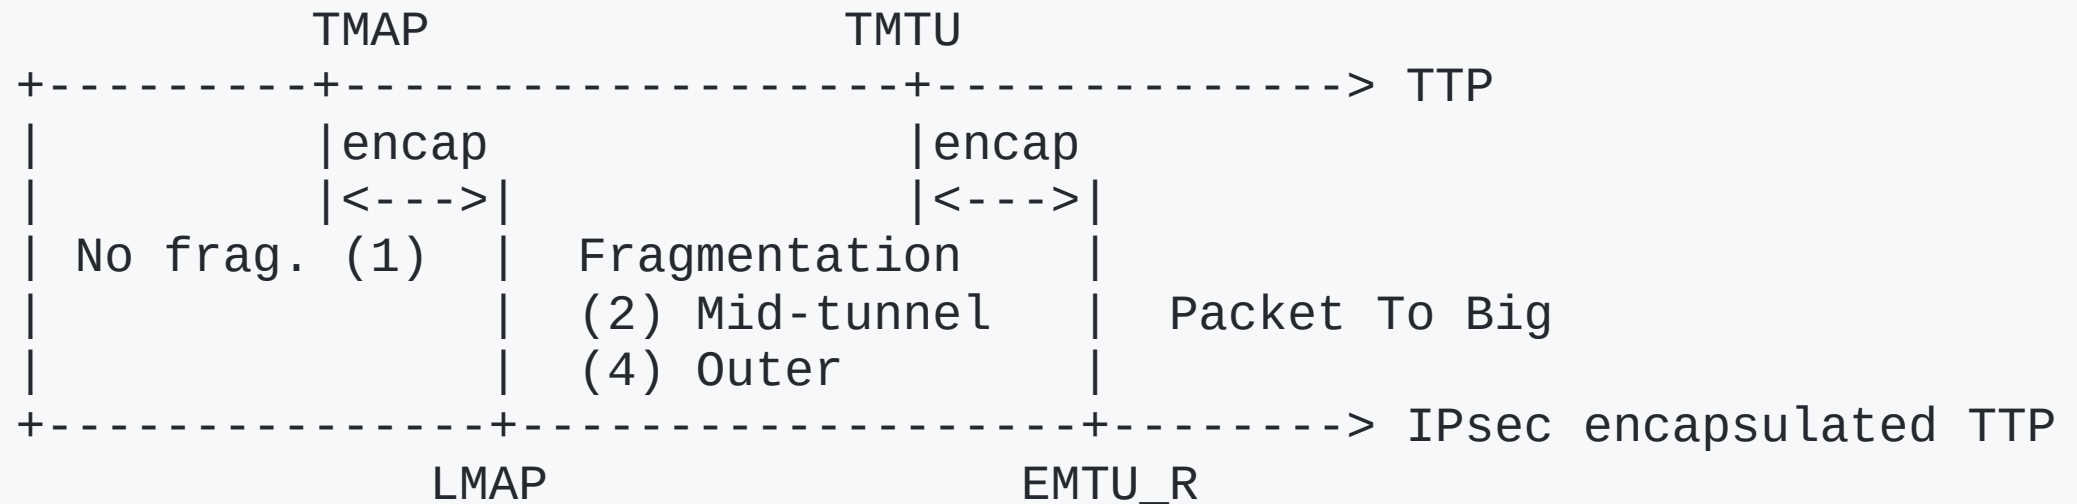 TMAP                TMTU
+---------+-------------------+--------------> TTP
|         |encap              |encap
|         |<--->|             |<--->|
| No frag. (1)  |  Fragmentation    |
|               |  (2) Mid-tunnel   |  Packet To Big
|               |  (4) Outer        |
+---------------+-------------------+--------> IPsec encapsulated TTP
              LMAP                EMTU_R